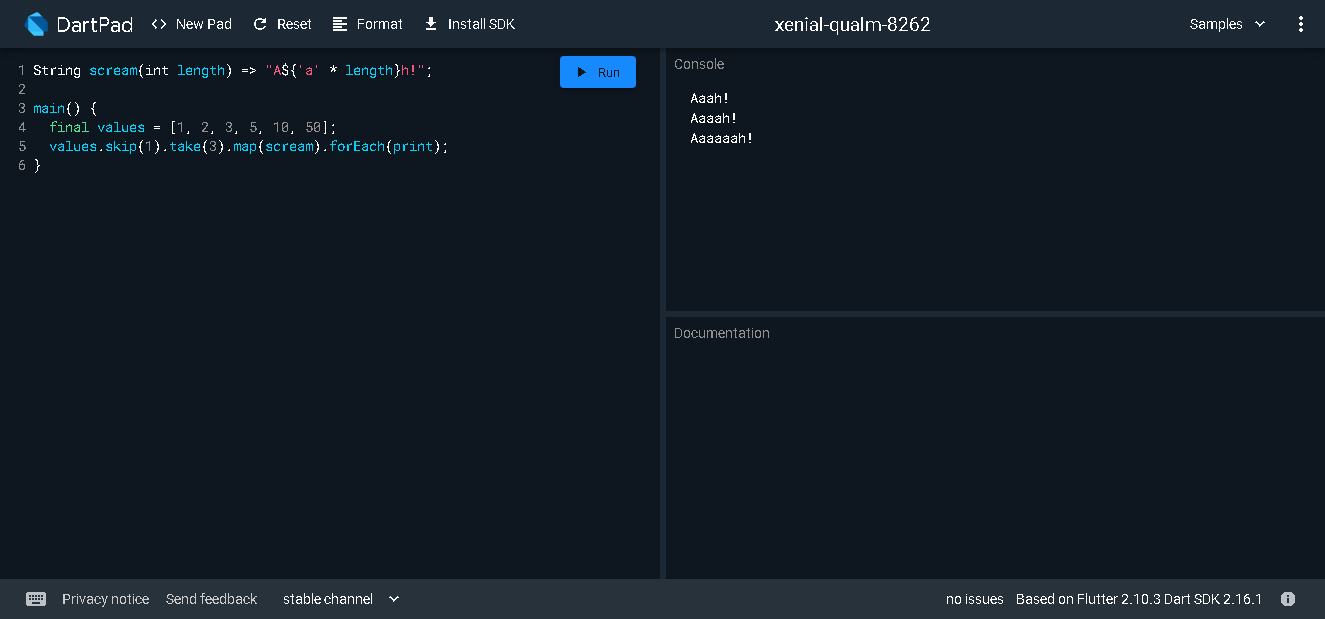 DartPad <> New Pad Reset Format Install SDK xenial-qualm-8262 Samples
1 String scream(int length) => "A${'a' * length}h!";
2
3 main() {
4   final values = [1, 2, 3, 5, 10, 50];
5   values.skip(1).take(3).map(scream).forEach(print);
6 }
Run
Console
Aaah!
Aaaah!
Aaaaaah!
Documentation
Privacy notice Send feedback stable channel no issues Based on Flutter 2.10.3 Dart SDK 2.16.1